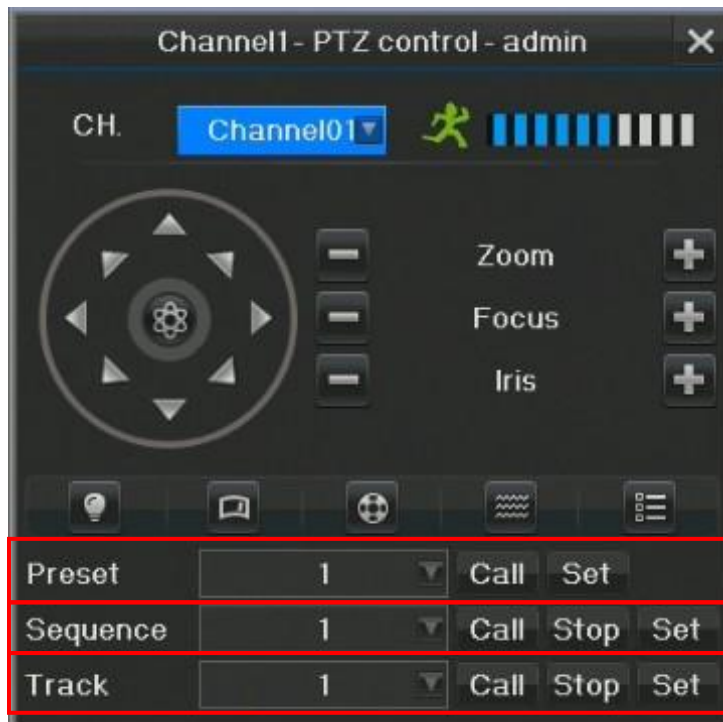 Channel1- PTZ control - admin
CH. Channel01
Zoom
Focus
Iris
Preset 1 Call Set
Sequence 1 Call Stop Set
Track 1 Call Stop Set